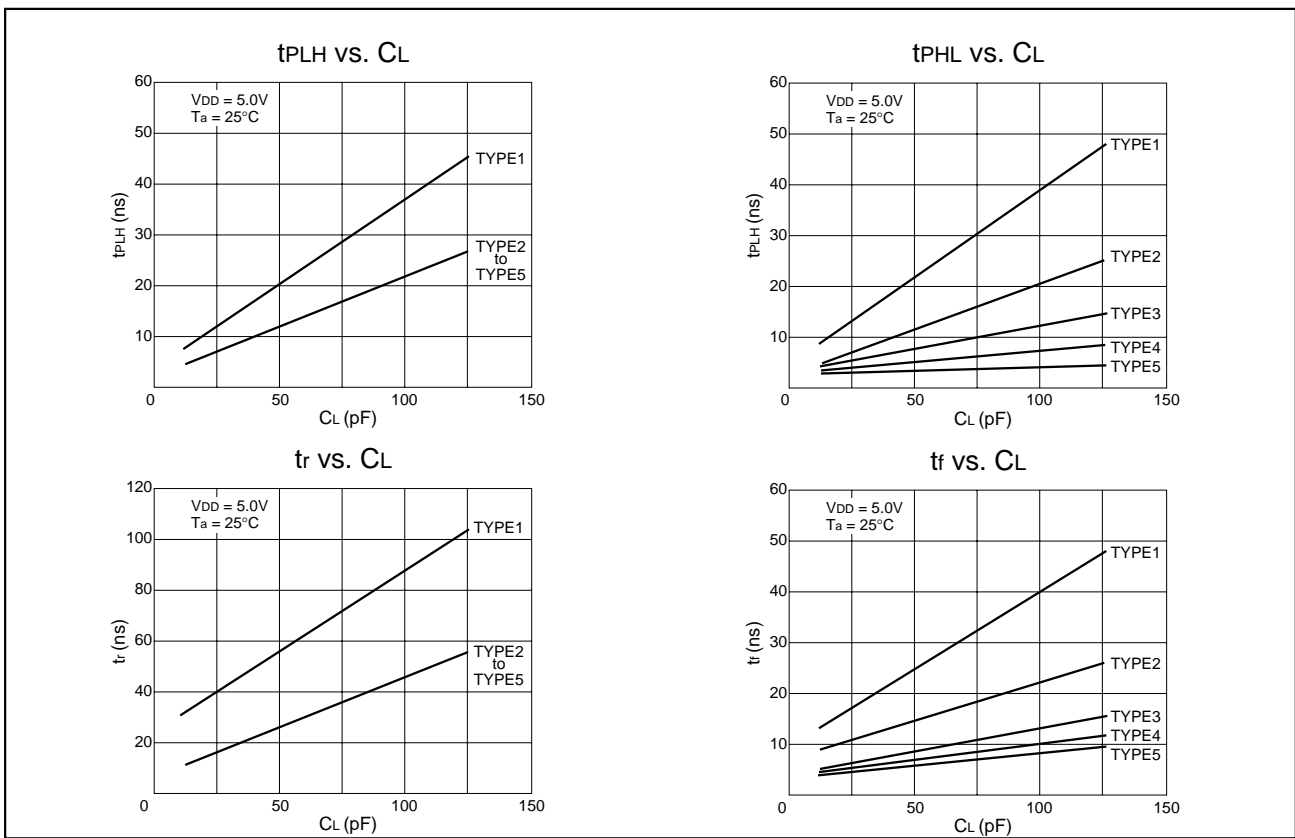 tPLH vs. CL
60
50
40
30
20
10
0
50
100
150
tPLH (ns)
CL (pF)
VDD = 5.0V
Ta = 25°C
TYPE1
TYPE2
to
TYPE5
tPHL vs. CL
60
50
40
30
20
10
0
50
100
150
tPLH (ns)
CL (pF)
VDD = 5.0V
Ta = 25°C
TYPE1
TYPE2
TYPE3
TYPE4
TYPE5
tr vs. CL
120
100
80
60
40
20
0
50
100
150
tr (ns)
CL (pF)
VDD = 5.0V
Ta = 25°C
TYPE1
TYPE2
to
TYPE5
tf vs. CL
60
50
40
30
20
10
0
50
100
150
tf (ns)
CL (pF)
VDD = 5.0V
Ta = 25°C
TYPE1
TYPE2
TYPE3
TYPE4
TYPE5